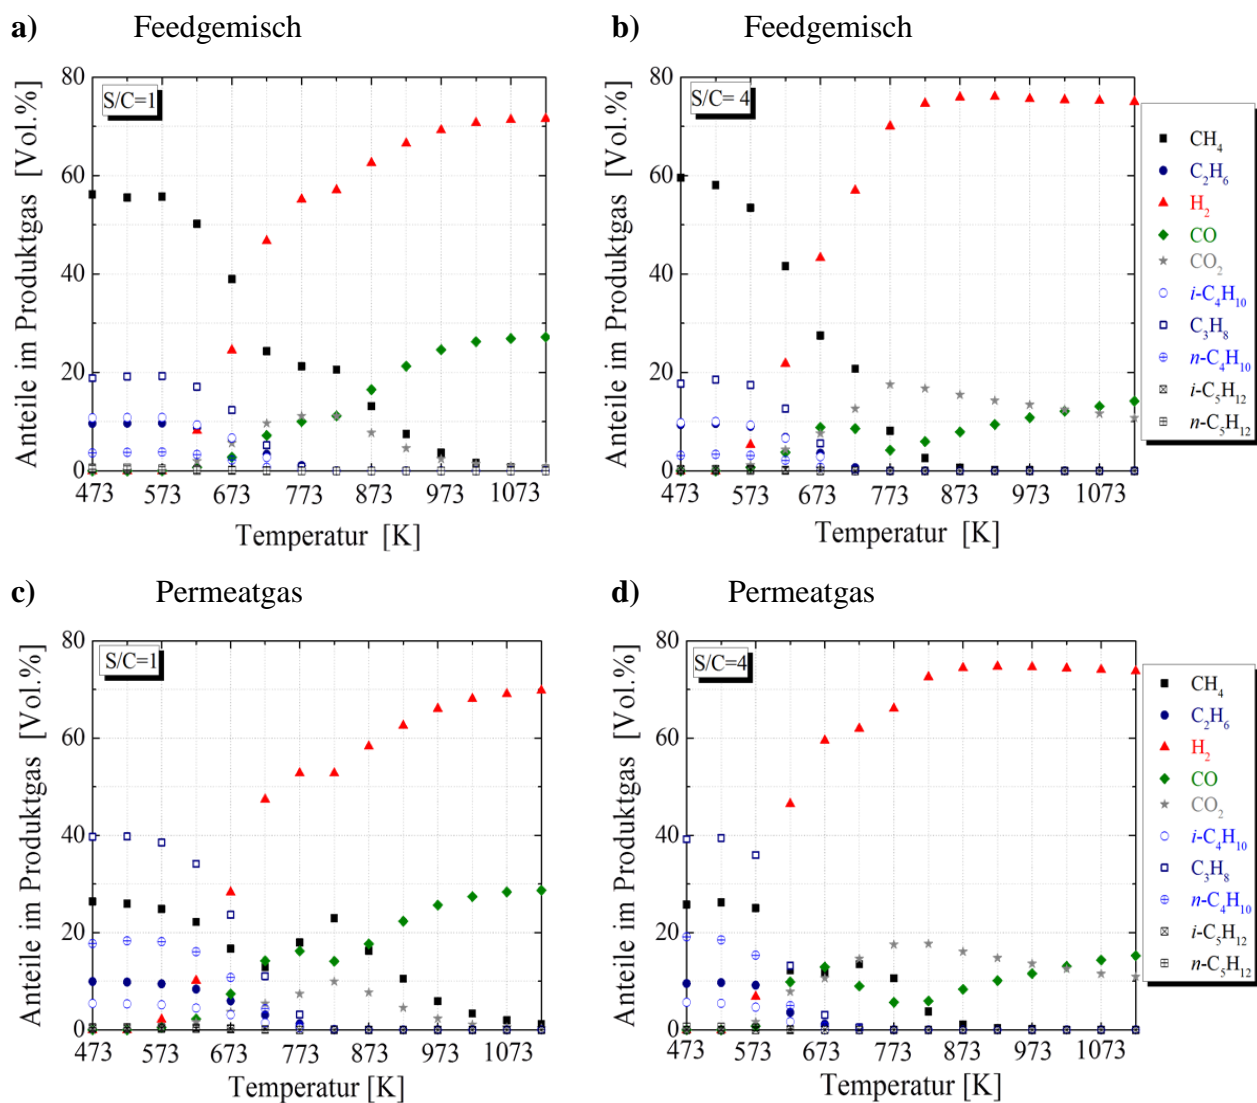 a) Feedgemisch
S/C=1
Anteile im Produktgas [Vol.%]
80
60
40
20
0
473 573 673 773 873 973 1073
Temperatur [K]
b) Feedgemisch
S/C= 4
Anteile im Produktgas [Vol.%]
80
60
40
20
0
473 573 673 773 873 973 1073
Temperatur [K]
CH4
C2H6
H2
CO
CO2
i-C4H10
C3H8
n-C4H10
i-C5H12
n-C5H12
c) Permeatgas
S/C=1
Anteile im Produktgas [Vol.%]
80
60
40
20
0
473 573 673 773 873 973 1073
Temperatur [K]
d) Permeatgas
S/C=4
Anteile im Produktgas [Vol.%]
80
60
40
20
0
473 573 673 773 873 973 1073
Temperatur [K]
CH4
C2H6
H2
CO
CO2
i-C4H10
C3H8
n-C4H10
i-C5H12
n-C5H12